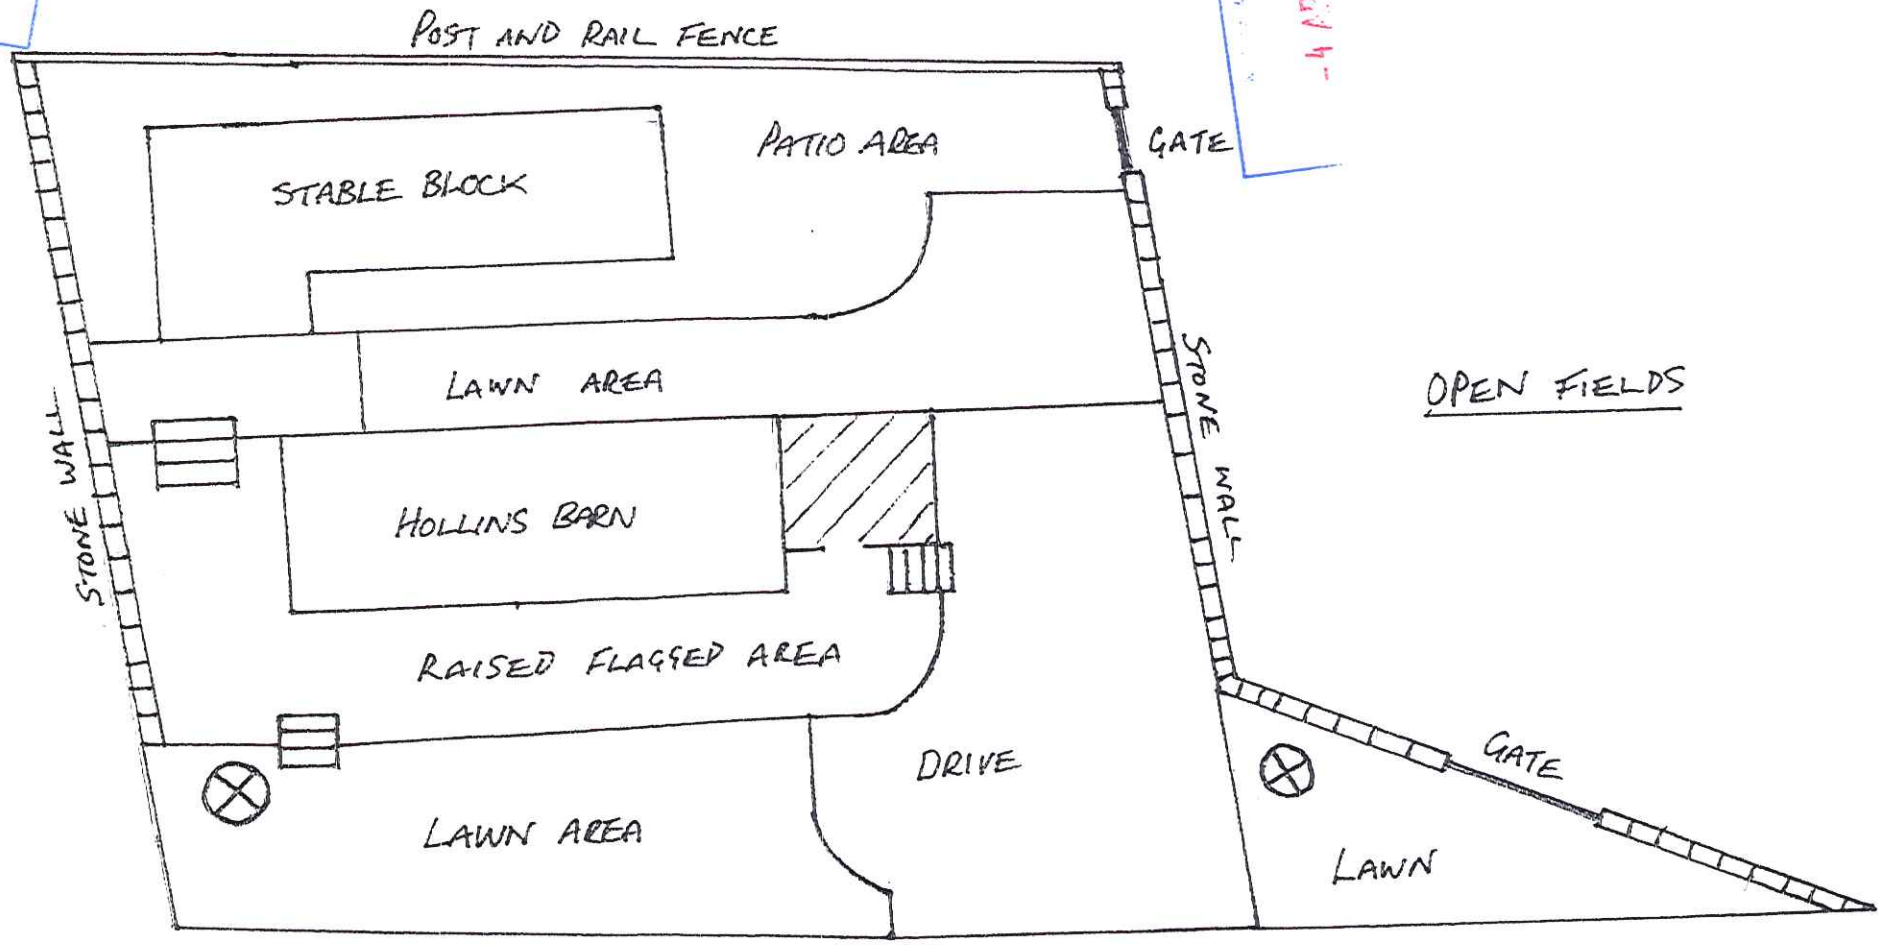 POST AND RAIL FENCE
PATIO AREA
GATE
STABLE BLOCK
LAWN AREA
STONE WALL
OPEN FIELDS
STONE WALL
HOLLINS BARN
RAISED FLAGGED AREA
DRIVE
GATE
LAWN AREA
LAWN